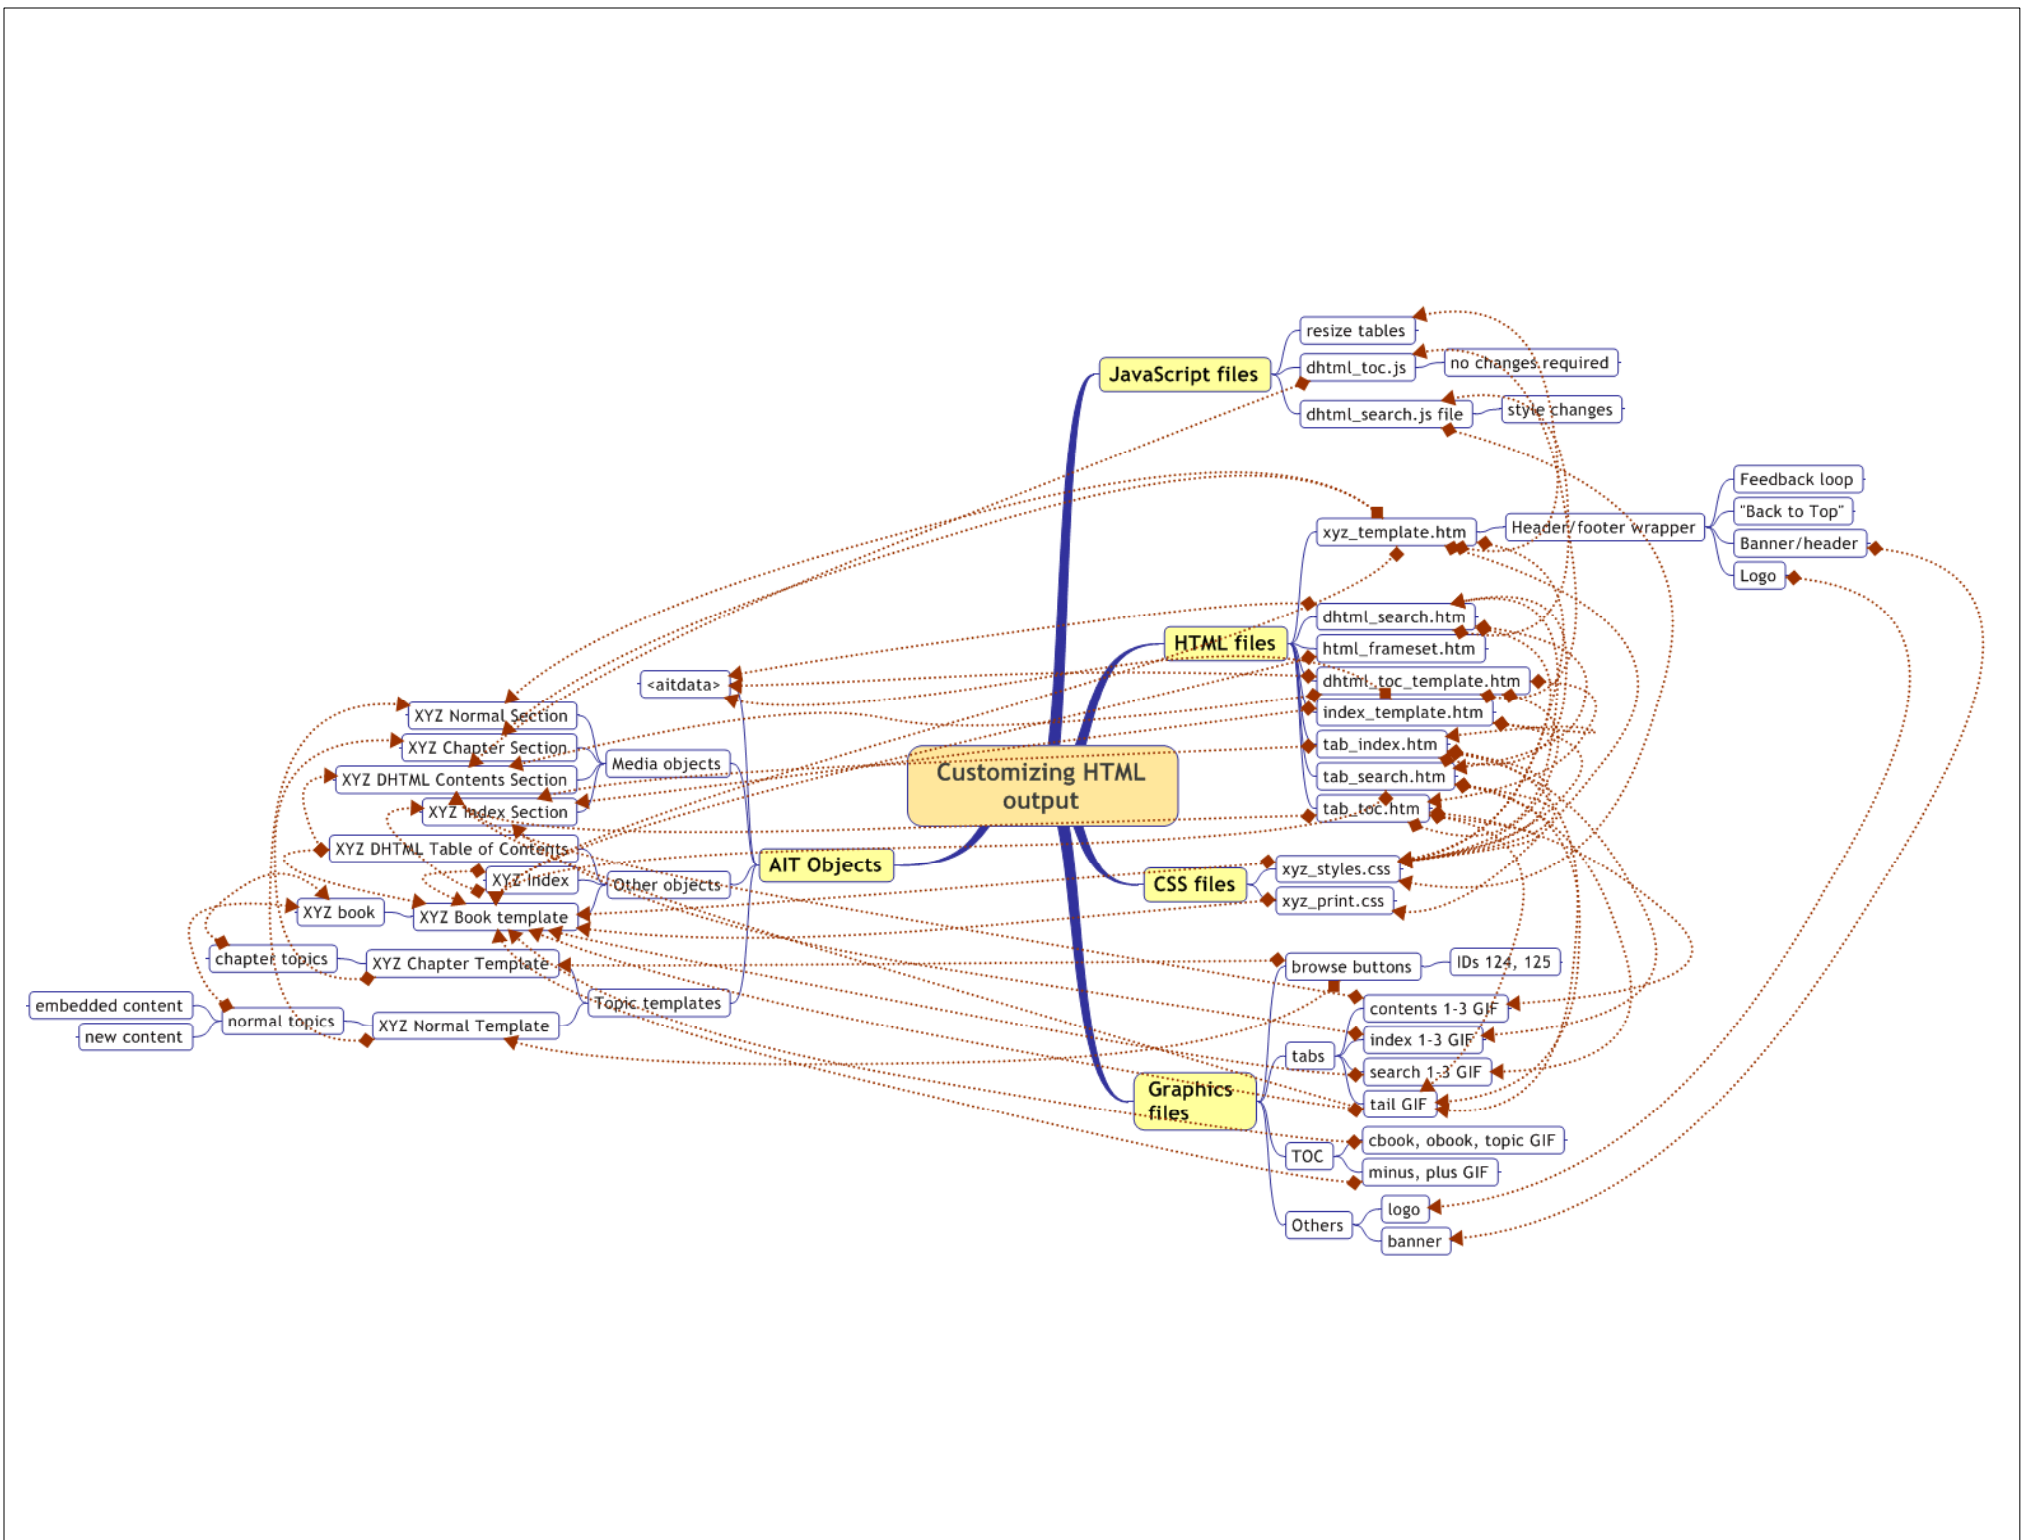 Customizing HTML
output
JavaScript files
resize tables
dhtml_toc.js
no changes required
dhtml_search.js file
style changes
HTML files
xyz_template.htm
Header/footer wrapper
Feedback loop
"Back to Top"
Banner/header
Logo
dhtml_search.htm
html_frameset.htm
dhtml_toc_template.htm
index_template.htm
tab_index.htm
tab_search.htm
tab_toc.htm
CSS files
xyz_styles.css
xyz_print.css
Graphics
files
browse buttons
IDs 124, 125
tabs
contents 1-3 GIF
index 1-3 GIF
search 1-3 GIF
tail GIF
TOC
cbook, obook, topic GIF
minus, plus GIF
Others
logo
banner
AIT Objects
<aitdata>
Media objects
XYZ Normal Section
XYZ Chapter Section
XYZ DHTML Contents Section
XYZ Index Section
Other objects
XYZ DHTML Table of Contents
XYZ Index
XYZ Book template
XYZ book
Topic templates
XYZ Chapter Template
chapter topics
XYZ Normal Template
normal topics
embedded content
new content